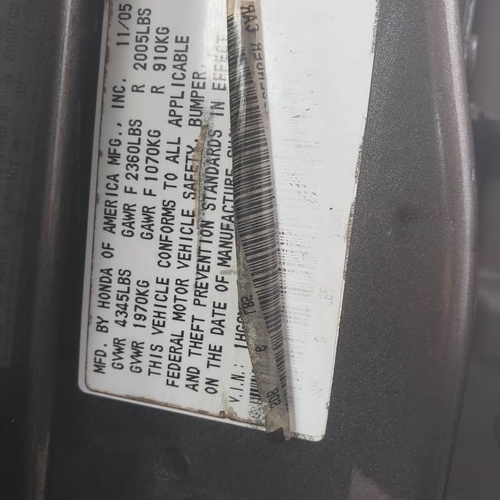 MFD. BY HONDA OF AMERICA MFG., INC. 11/05
GVWR 4345LBS GAWR F 2360LBS R 2005LBS
GVWR 1970KG GAWR F 1070KG R 910KG
THIS VEHICLE CONFORMS TO ALL APPLICABLE
FEDERAL MOTOR VEHICLE SAFETY, BUMPER,
AND THEFT PREVENTION STANDARDS IN EFFECT
ON THE DATE OF MANUFACTURE
V.I.N.: